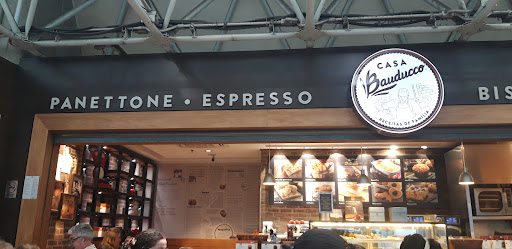 PANETTONE • ESPRESSO
CASA
Bauducco
RECEITAS DE FAMÍLIA
BIS